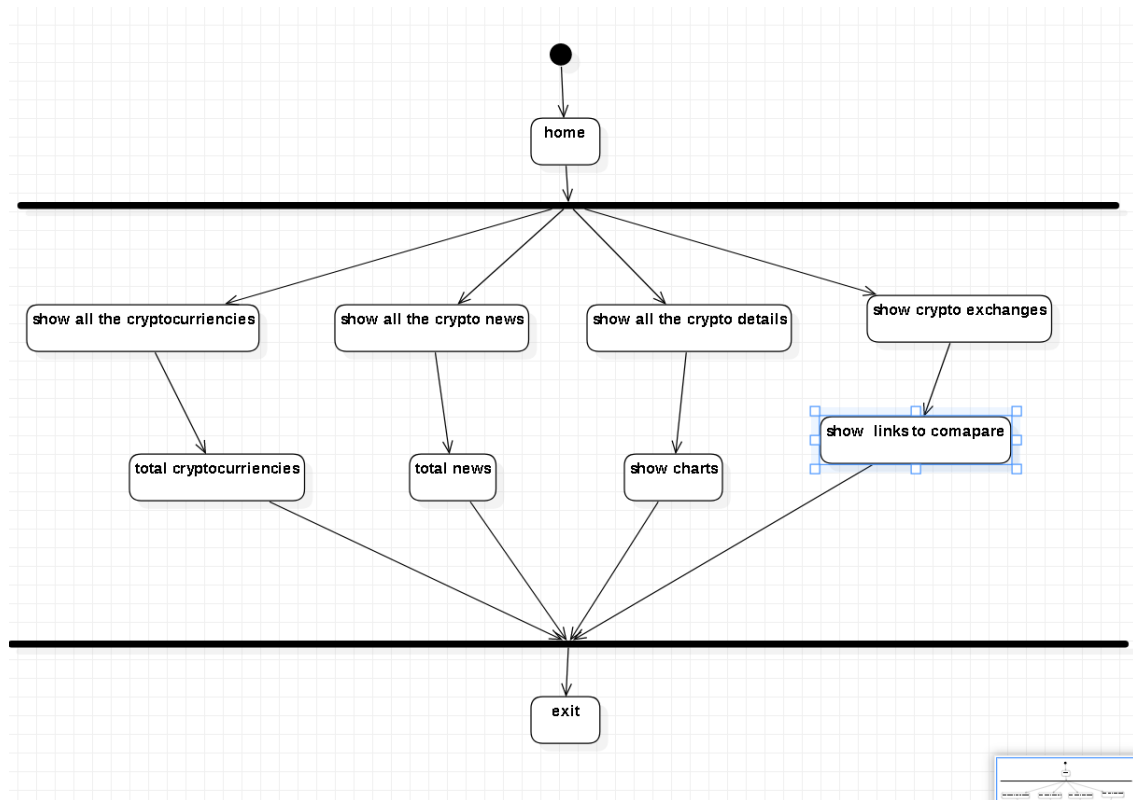 home
show all the cryptocurriencies
show all the crypto news
show all the crypto details
show crypto exchanges
total cryptocurriencies
total news
show charts
show links to comapare
exit